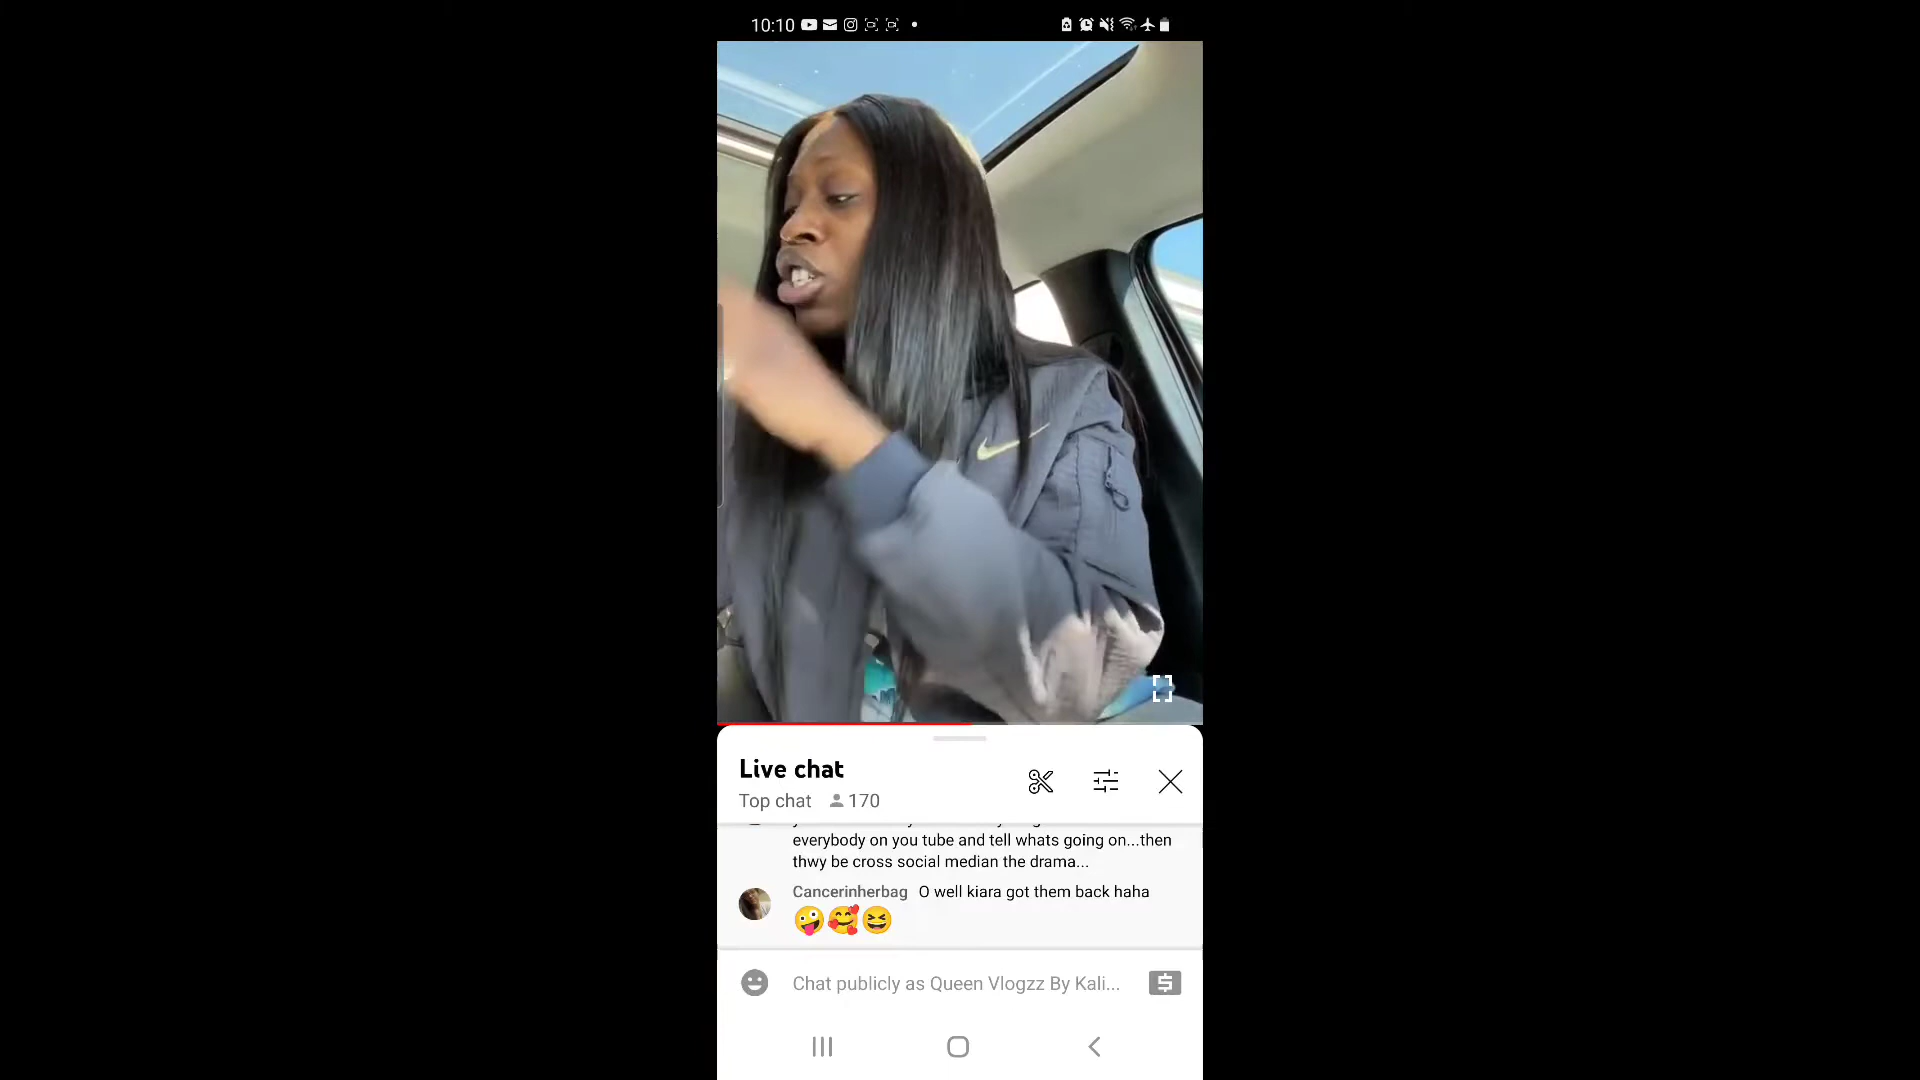 10:10
Live chat
Top chat 170
everybody on you tube and tell whats going on...then
thwy be cross social median the drama...
Cancerinherbag O well kiara got them back haha
🤪🥰😆
Chat publicly as Queen Vlogzz By Kali...